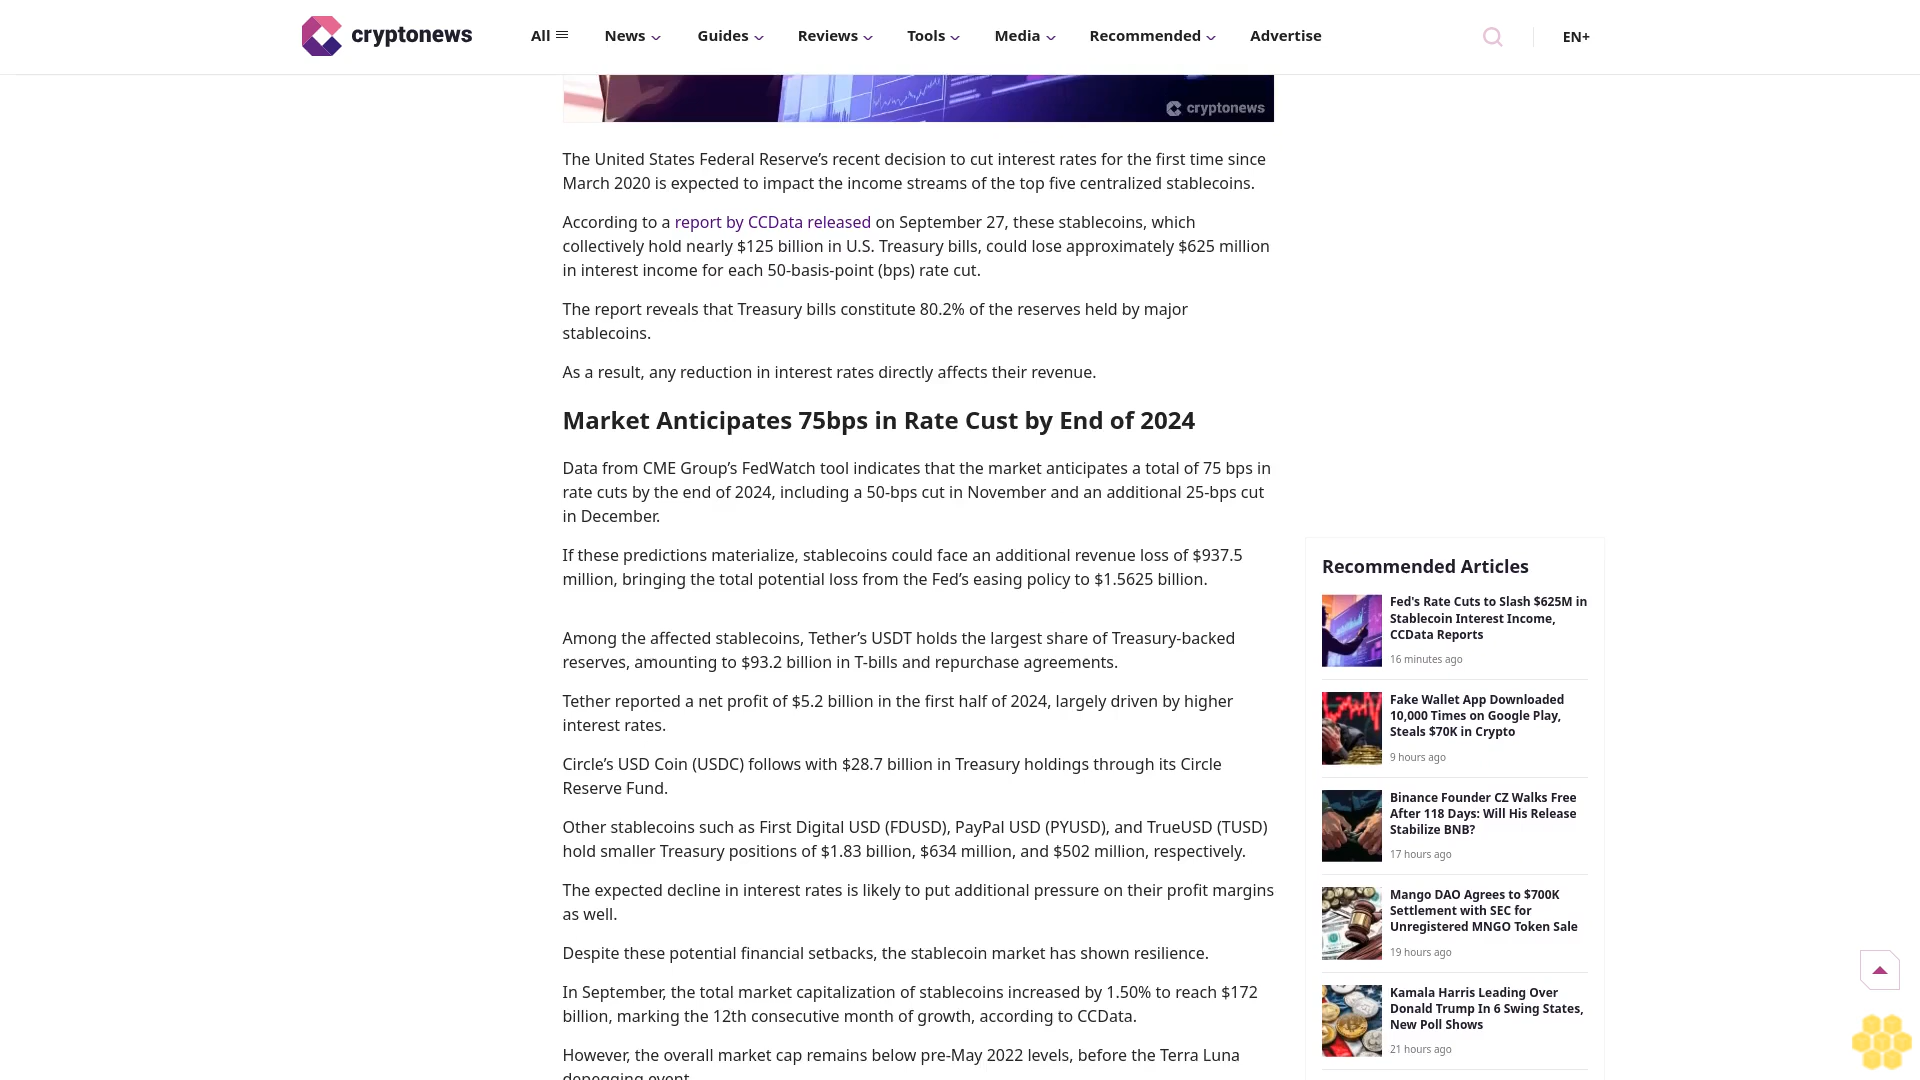 cryptonews
All
News
Guides
Reviews
Tools
Media
Recommended
Advertise
EN+
cryptonews
The United States Federal Reserve’s recent decision to cut interest rates for the first time since
March 2020 is expected to impact the income streams of the top five centralized stablecoins.
According to a report by CCData released on September 27, these stablecoins, which
collectively hold nearly $125 billion in U.S. Treasury bills, could lose approximately $625 million
in interest income for each 50-basis-point (bps) rate cut.
The report reveals that Treasury bills constitute 80.2% of the reserves held by major
stablecoins.
As a result, any reduction in interest rates directly affects their revenue.
Market Anticipates 75bps in Rate Cust by End of 2024
Data from CME Group’s FedWatch tool indicates that the market anticipates a total of 75 bps in
rate cuts by the end of 2024, including a 50-bps cut in November and an additional 25-bps cut
in December.
If these predictions materialize, stablecoins could face an additional revenue loss of $937.5
million, bringing the total potential loss from the Fed’s easing policy to $1.5625 billion.
Among the affected stablecoins, Tether’s USDT holds the largest share of Treasury-backed
reserves, amounting to $93.2 billion in T-bills and repurchase agreements.
Tether reported a net profit of $5.2 billion in the first half of 2024, largely driven by higher
interest rates.
Circle’s USD Coin (USDC) follows with $28.7 billion in Treasury holdings through its Circle
Reserve Fund.
Other stablecoins such as First Digital USD (FDUSD), PayPal USD (PYUSD), and TrueUSD (TUSD)
hold smaller Treasury positions of $1.83 billion, $634 million, and $502 million, respectively.
The expected decline in interest rates is likely to put additional pressure on their profit margins
as well.
Despite these potential financial setbacks, the stablecoin market has shown resilience.
In September, the total market capitalization of stablecoins increased by 1.50% to reach $172
billion, marking the 12th consecutive month of growth, according to CCData.
However, the overall market cap remains below pre-May 2022 levels, before the Terra Luna
depegging event.
Recommended Articles
Fed's Rate Cuts to Slash $625M in
Stablecoin Interest Income,
CCData Reports
16 minutes ago
Fake Wallet App Downloaded
10,000 Times on Google Play,
Steals $70K in Crypto
9 hours ago
Binance Founder CZ Walks Free
After 118 Days: Will His Release
Stabilize BNB?
17 hours ago
Mango DAO Agrees to $700K
Settlement with SEC for
Unregistered MNGO Token Sale
19 hours ago
Kamala Harris Leading Over
Donald Trump In 6 Swing States,
New Poll Shows
21 hours ago